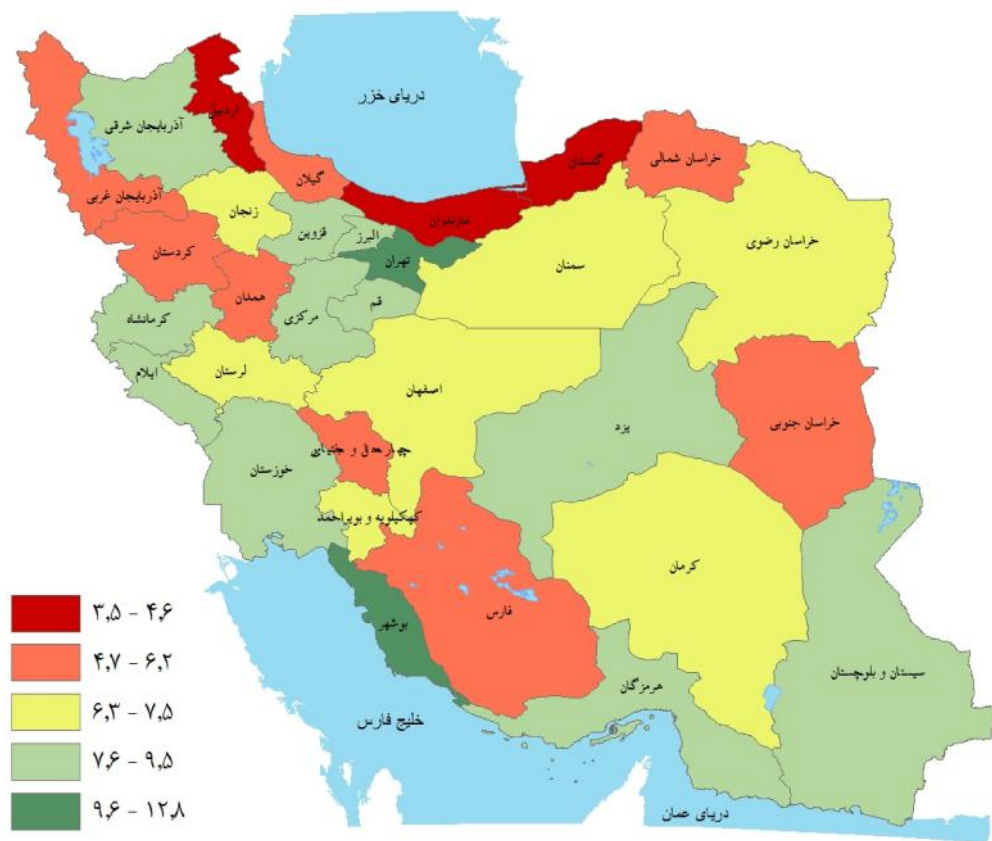 دریای خزر
آذربایجان شرقی
اردبیل
گلستان
خراسان شمالی
گیلان
آذربایجان غربی
زنجان
مازندران
قزوین
البرز
خراسان رضوی
کردستان
تهران
سمنان
همدان
کرمانشاه
مرکزی
قم
ایلام
لرستان
اصفهان
چهارمحال و بختیاری
یزد
خراسان جنوبی
خوزستان
کهکیلویه و بویراحمد
کرمان
فارس
بوشهر
سیستان و بلوچستان
هرمزگان
خلیج فارس
دریای عمان
۳,۵ - ۴,۶
۴,۷ - ۶,۲
۶,۳ - ۷,۵
۷,۶ - ۹,۵
۹,۶ - ۱۲,۸